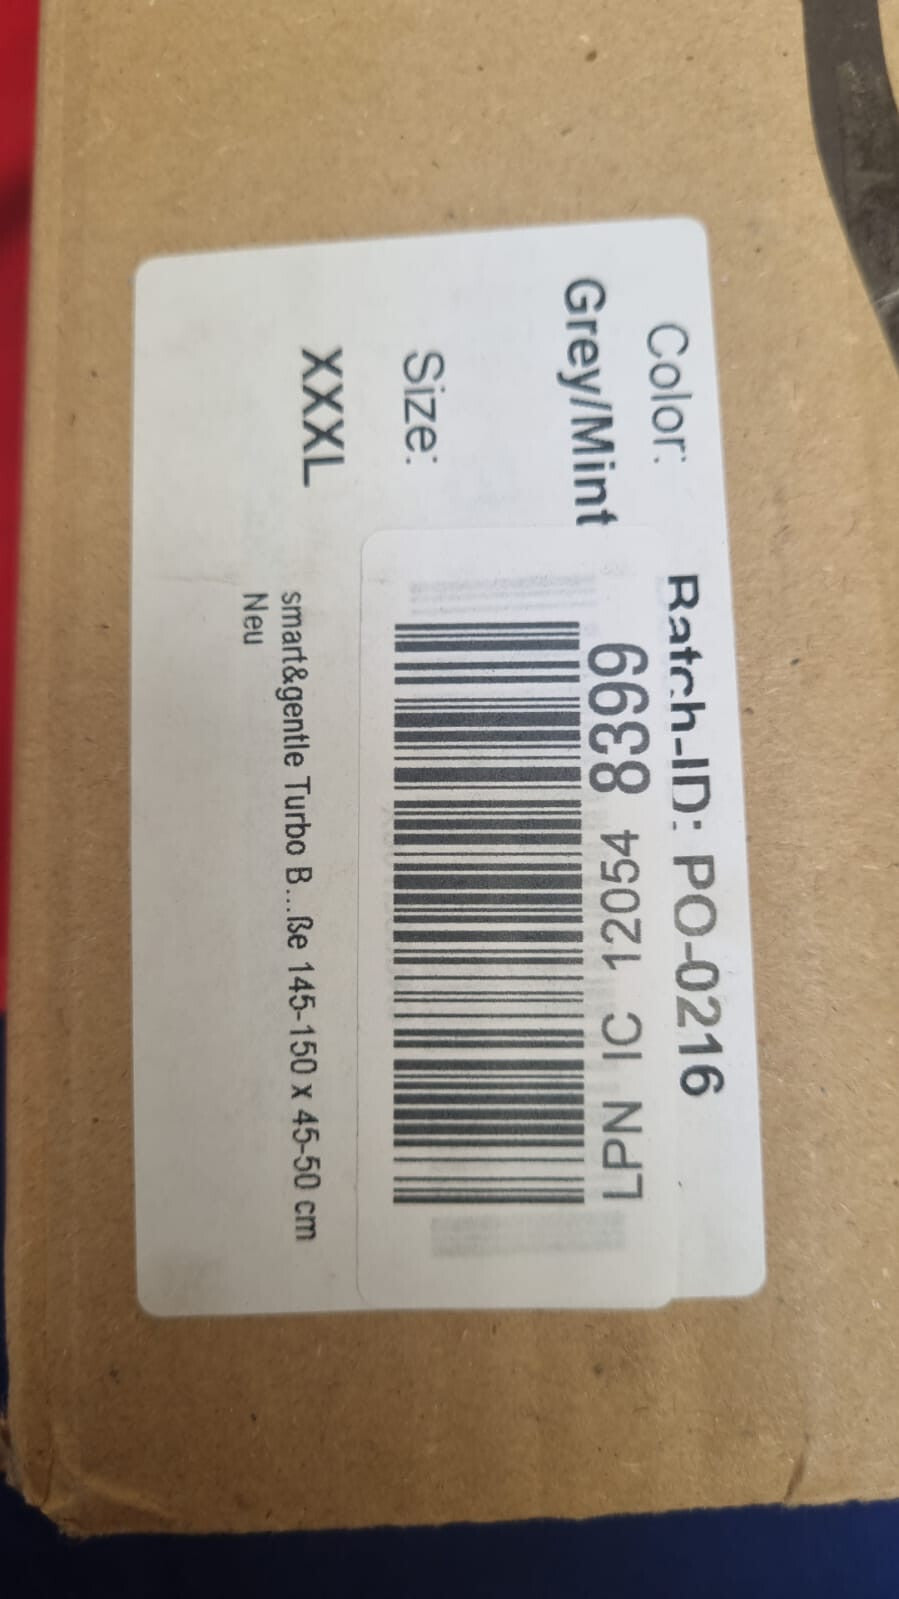 Color:
Grey/Mint
Size:
XXXL
Batch-ID: PO-0216
LPN IC 12054 8399
smart&gentle Turbo B...ße 145-150 x 45-50 cm
Neu